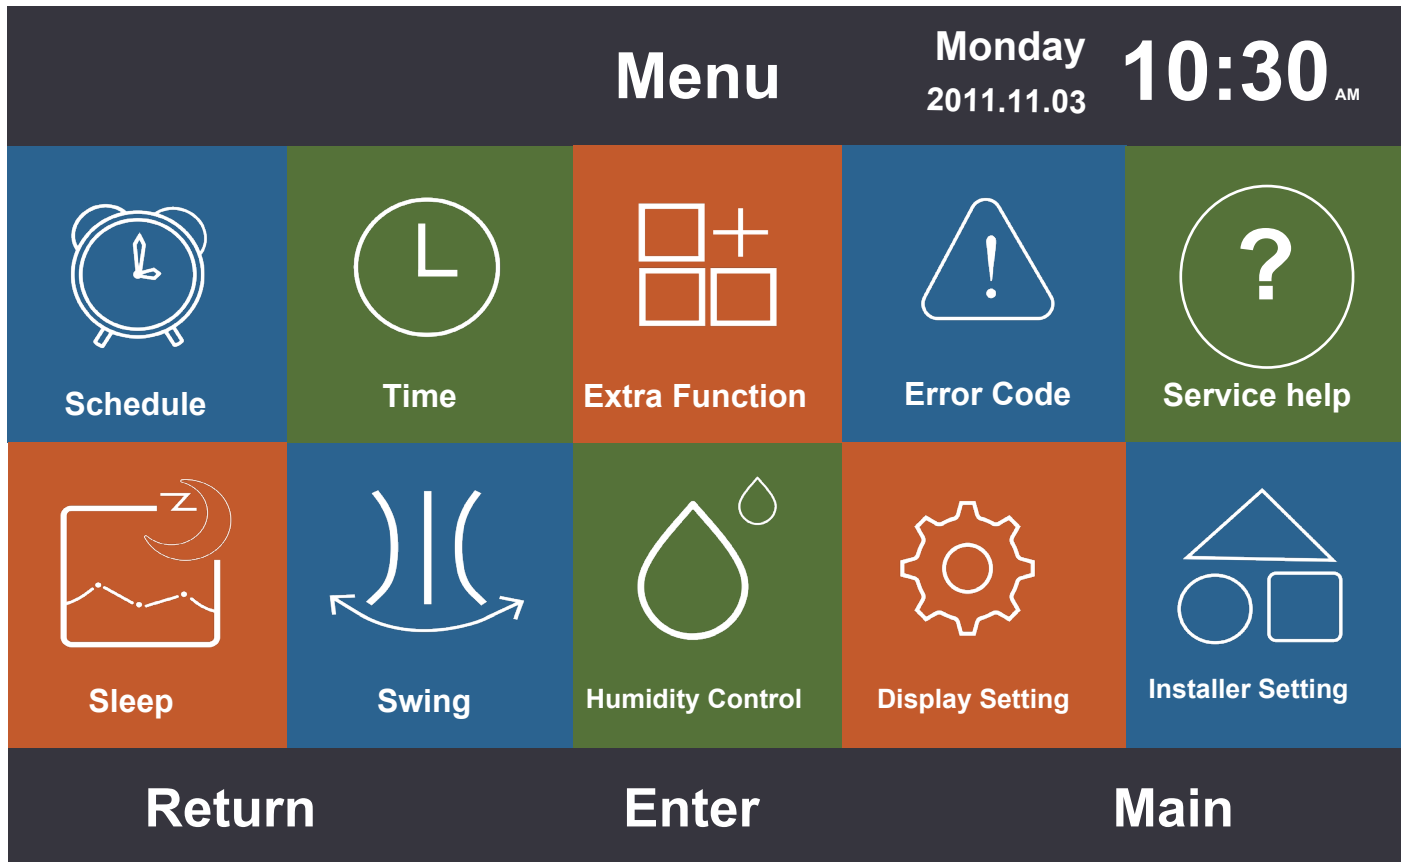 Menu
Monday
2011.11.03
10:30 AM
Schedule
Time
Extra Function
Error Code
Service help
Sleep
Swing
Humidity Control
Display Setting
Installer Setting
Return
Enter
Main